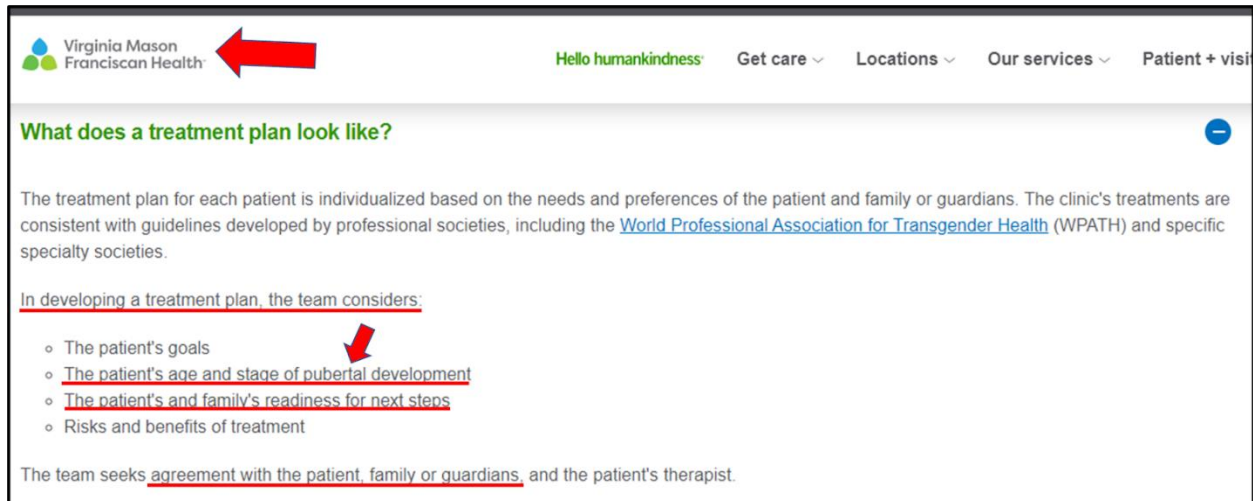 Virginia Mason
Franciscan Health
Hello humankindness
Get care
Locations
Our services
Patient + visit
What does a treatment plan look like?
The treatment plan for each patient is individualized based on the needs and preferences of the patient and family or guardians. The clinic's treatments are
consistent with guidelines developed by professional societies, including the World Professional Association for Transgender Health (WPATH) and specific
specialty societies.
In developing a treatment plan, the team considers:
The patient's goals
The patient's age and stage of pubertal development
The patient's and family's readiness for next steps
Risks and benefits of treatment
The team seeks agreement with the patient, family or guardians, and the patient's therapist.